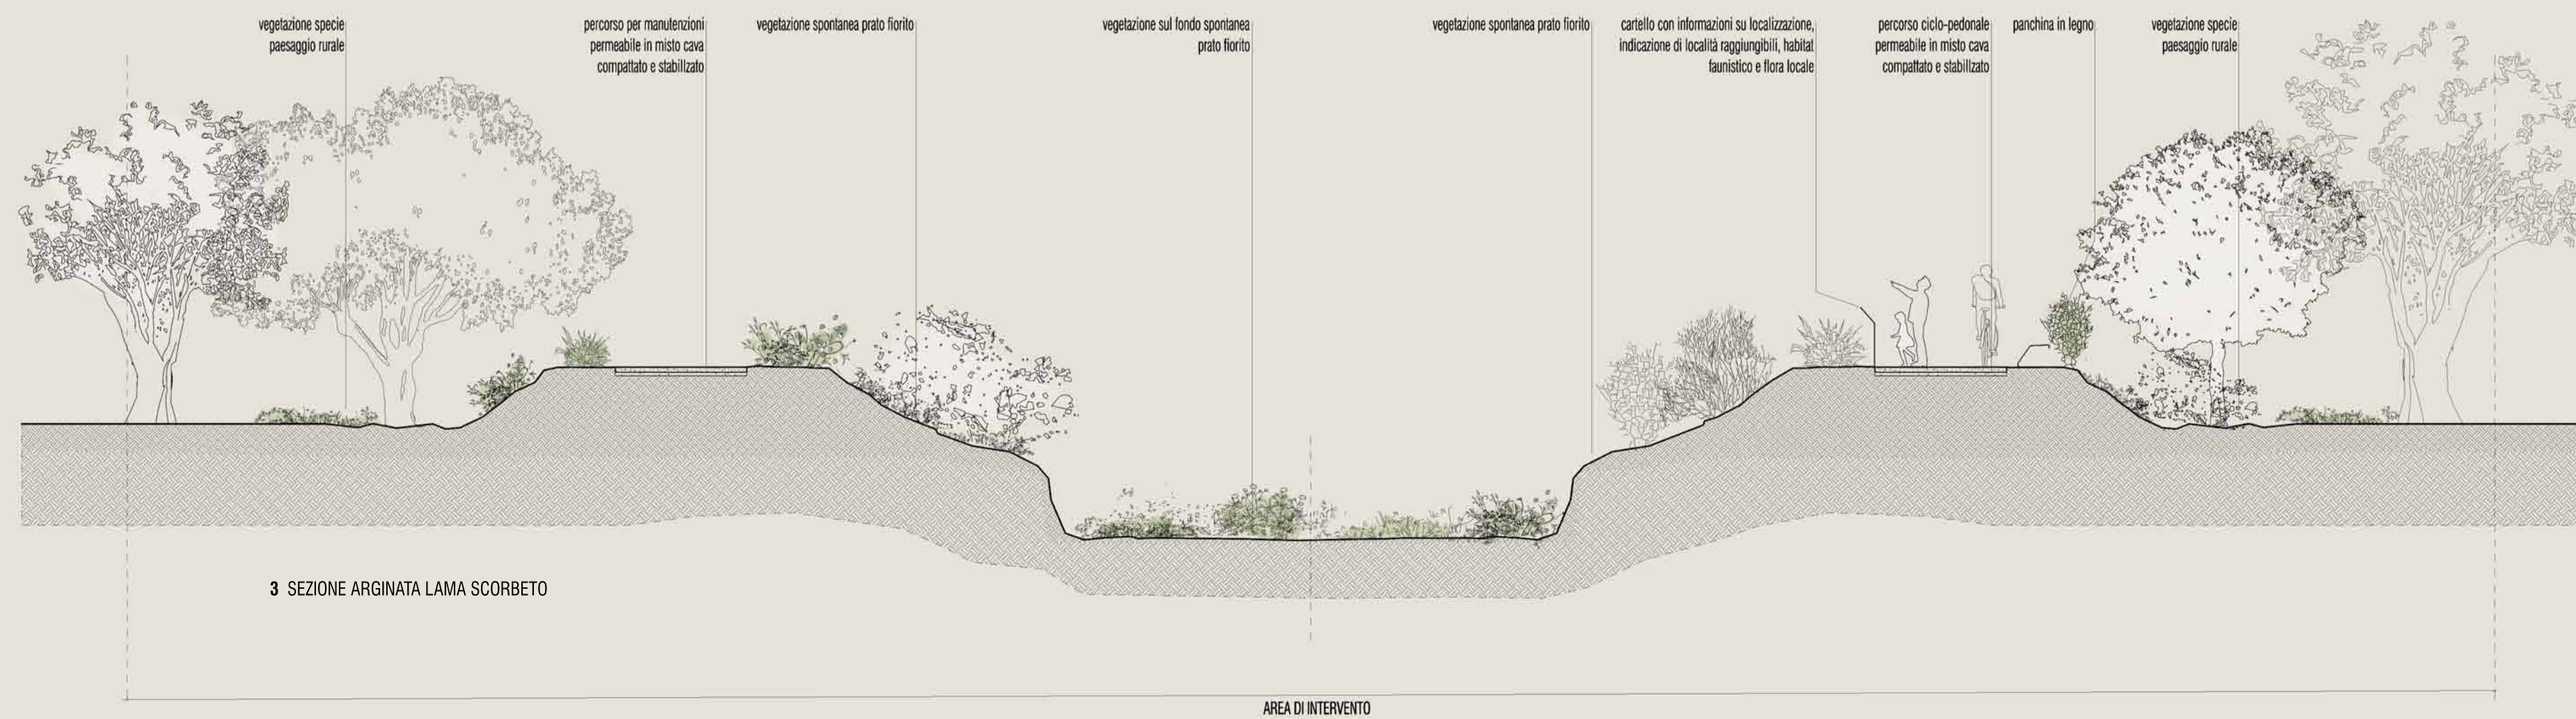 vegetazione specie
paesaggio rurale
percorso per manutenzioni
permeabile in misto cava
compattato e stabilizato
vegetazione spontanea prato fiorito
vegetazione sul fondo spontanea
prato fiorito
vegetazione spontanea prato fiorito
cartello con informazioni su localizzazione,
indicazione di località raggiungibili, habitat
faunistico e flora locale
percorso ciclo-pedonale
permeabile in misto cava
compattato e stabilizato
panchina in legno
vegetazione specie
paesaggio rurale
3 SEZIONE ARGINATA LAMA SCORBETO
AREA DI INTERVENTO